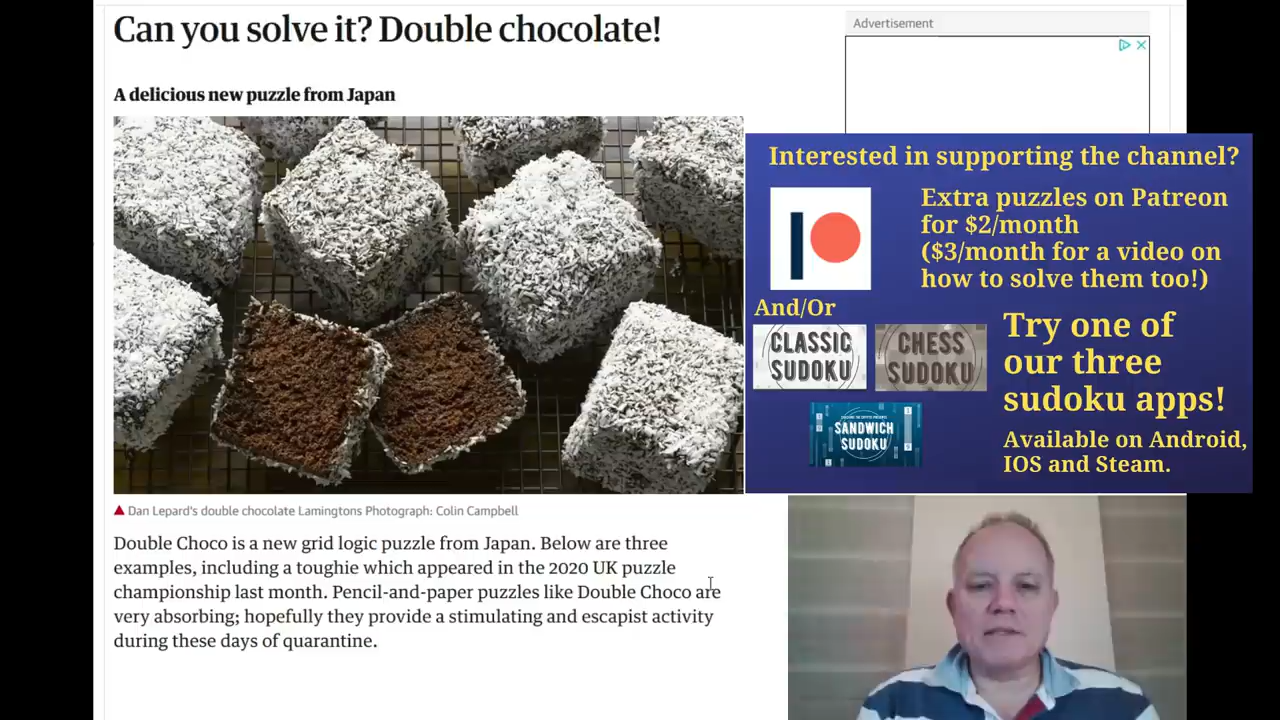 Can you solve it? Double chocolate!
Advertisement
A delicious new puzzle from Japan
Interested in supporting the channel?
Extra puzzles on Patreon
for $2/month
($3/month for a video on
how to solve them too!)
And/Or
CLASSIC
SUDOKU
CHESS
SUDOKU
Try one of
our three
sudoku apps!
SANDWICH
SUDOKU
Available on Android,
IOS and Steam.
Dan Lepard's double chocolate Lamingtons Photograph: Colin Campbell
Double Choco is a new grid logic puzzle from Japan. Below are three
examples, including a toughie which appeared in the 2020 UK puzzle
championship last month. Pencil-and-paper puzzles like Double Choco are
very absorbing; hopefully they provide a stimulating and escapist activity
during these days of quarantine.